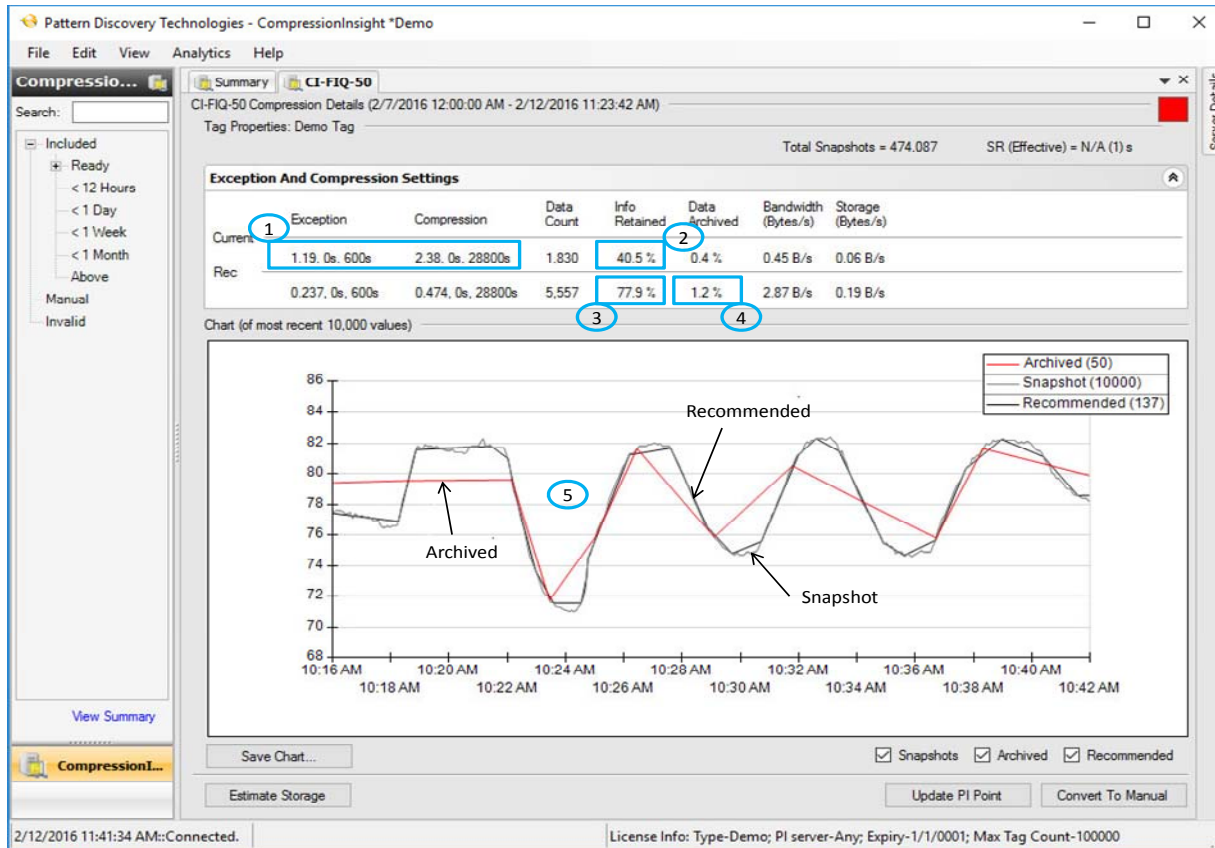 Pattern Discovery Technologies - CompressionInsight *Demo
File Edit View Analytics Help
Compressio...
Search:
Included
Ready
< 12 Hours
< 1 Day
< 1 Week
< 1 Month
Above
Manual
Invalid
View Summary
CompressionI...
Summary CI-FIQ-50
Server Details
CI-FIQ-50 Compression Details (2/7/2016 12:00:00 AM - 2/12/2016 11:23:42 AM)
Tag Properties: Demo Tag
Total Snapshots = 474.087 SR (Effective) = N/A (1) s
Exception And Compression Settings
Exception Compression Data Count Info Retained Data Archived Bandwidth (Bytes/s) Storage (Bytes/s)
1 2
Current 1.19. 0s. 600s 2.38. 0s. 28800s 1.830 40.5 % 0.4 % 0.45 B/s 0.06 B/s
Rec 0.237, 0s, 600s 0.474, 0s, 28800s 5,557 77.9 % 1.2 % 2.87 B/s 0.19 B/s
3 4
Chart (of most recent 10,000 values)
Archived (50)
Snapshot (10000)
Recommended (137)
86
84
82
80
78
76
74
72
70
68
Recommended
5
Archived
Snapshot
10:16 AM 10:20 AM 10:24 AM 10:28 AM 10:32 AM 10:36 AM 10:40 AM
10:18 AM 10:22 AM 10:26 AM 10:30 AM 10:34 AM 10:38 AM 10:42 AM
Save Chart... Snapshots Archived Recommended
Estimate Storage Update PI Point Convert To Manual
2/12/2016 11:41:34 AM::Connected. License Info: Type-Demo; PI server-Any; Expiry-1/1/0001; Max Tag Count-100000